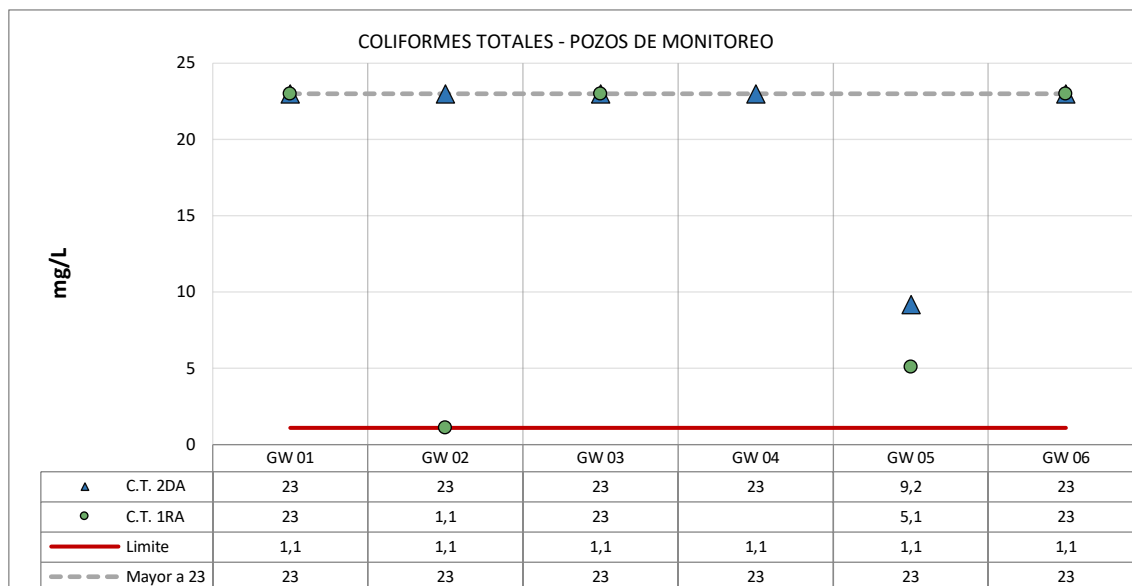 COLIFORMES TOTALES - POZOS DE MONITOREO
25
20
15
10
5
0
mg/L
GW 01 GW 02 GW 03 GW 04 GW 05 GW 06
C.T. 2DA 23 23 23 23 9,2 23
C.T. 1RA 23 1,1 23 5,1 23
Limite 1,1 1,1 1,1 1,1 1,1 1,1
Mayor a 23 23 23 23 23 23 23